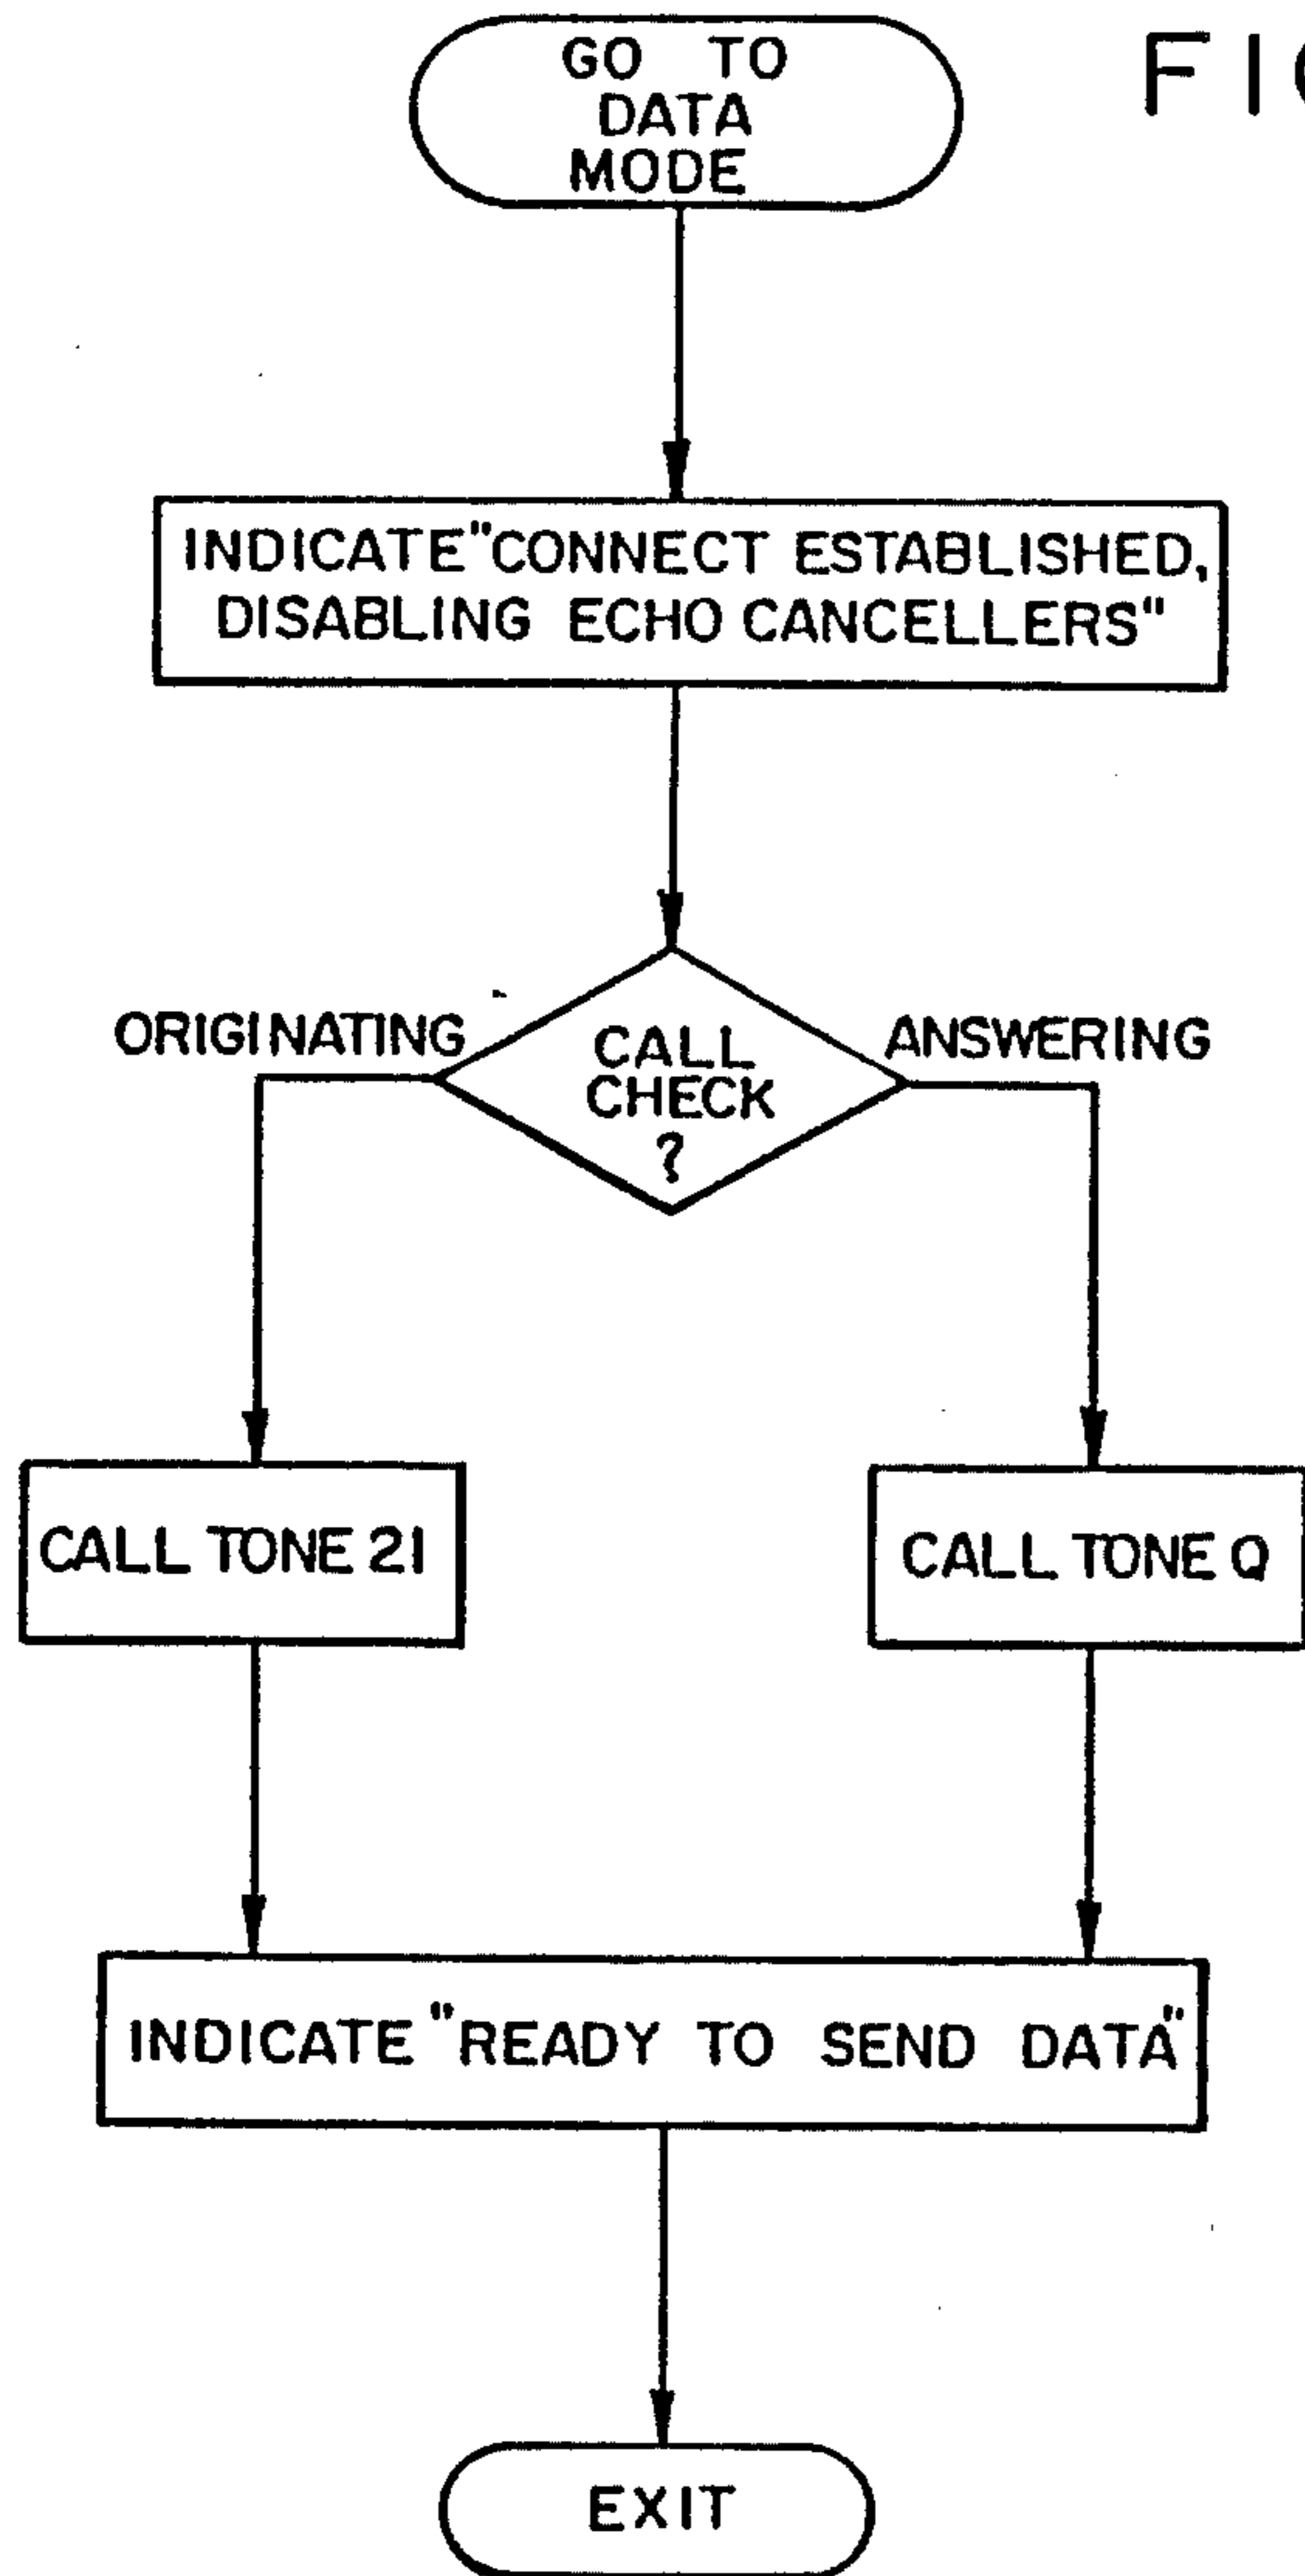 GO TO
DATA
MODE
INDICATE "CONNECT ESTABLISHED,
DISABLING ECHO CANCELLERS"
ORIGINATING
CALL
CHECK
?
ANSWERING
CALL TONE 21
CALL TONE Q
INDICATE "READY TO SEND DATA"
EXIT